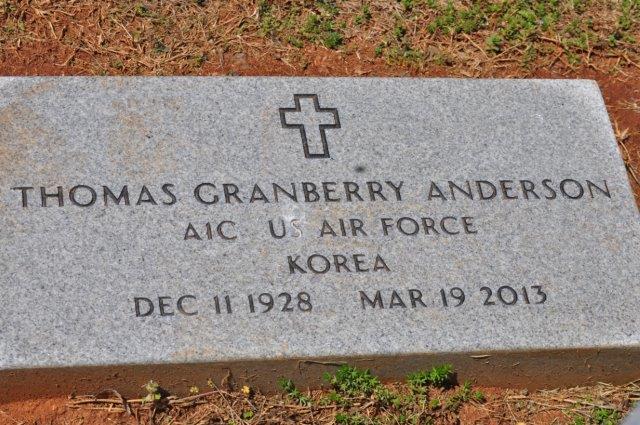 THOMAS GRANBERRY ANDERSON
A1C US AIR FORCE
KOREA
DEC 11 1928 MAR 19 2013